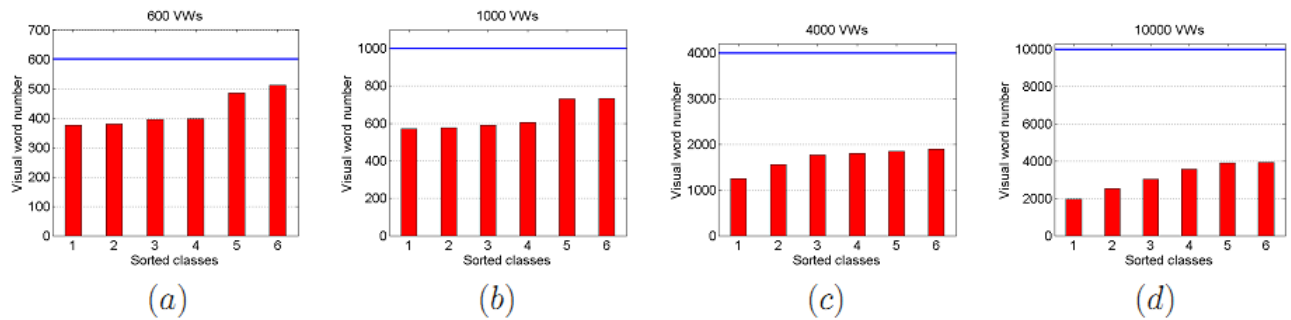 600 VWs
Visual word number
700
600
500
400
300
200
100
0
1 2 3 4 5 6
Sorted classes
(a)
1000 VWs
Visual word number
1000
800
600
400
200
0
1 2 3 4 5 6
Sorted classes
(b)
4000 VWs
Visual word number
4000
3000
2000
1000
0
1 2 3 4 5 6
Sorted classes
(c)
10000 VWs
Visual word number
10000
8000
6000
4000
2000
0
1 2 3 4 5 6
Sorted classes
(d)